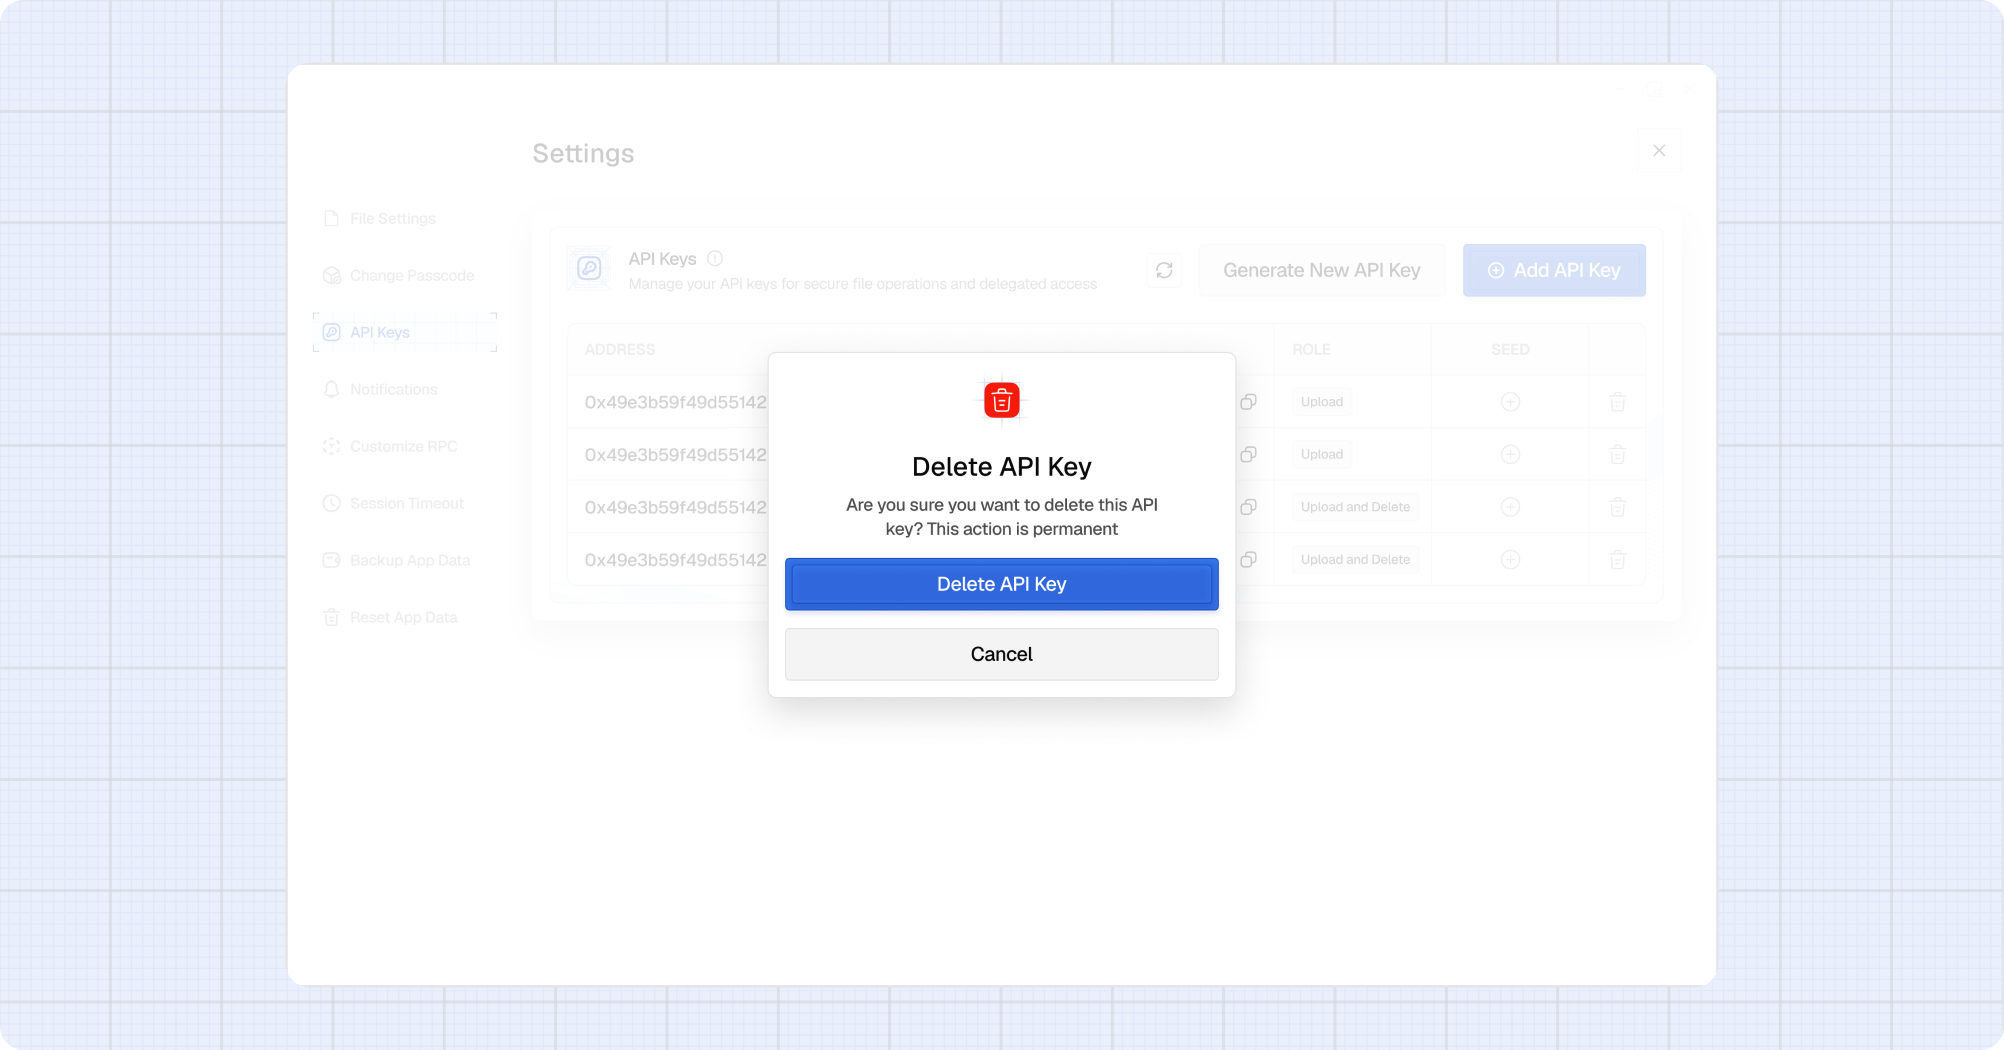 Settings
File Settings
Change Passcode
API Keys
Notifications
Customize RPC
Session Timeout
Backup App Data
Reset App Data
API Keys
Manage your API keys for secure file operations and delegated access
Generate New API Key
Add API Key
ADDRESS ROLE SEED
0x49e3b59f49d55142 Upload
0x49e3b59f49d55142 Upload
0x49e3b59f49d55142 Upload and Delete
0x49e3b59f49d55142 Upload and Delete
Delete API Key
Are you sure you want to delete this API
key? This action is permanent
Delete API Key
Cancel